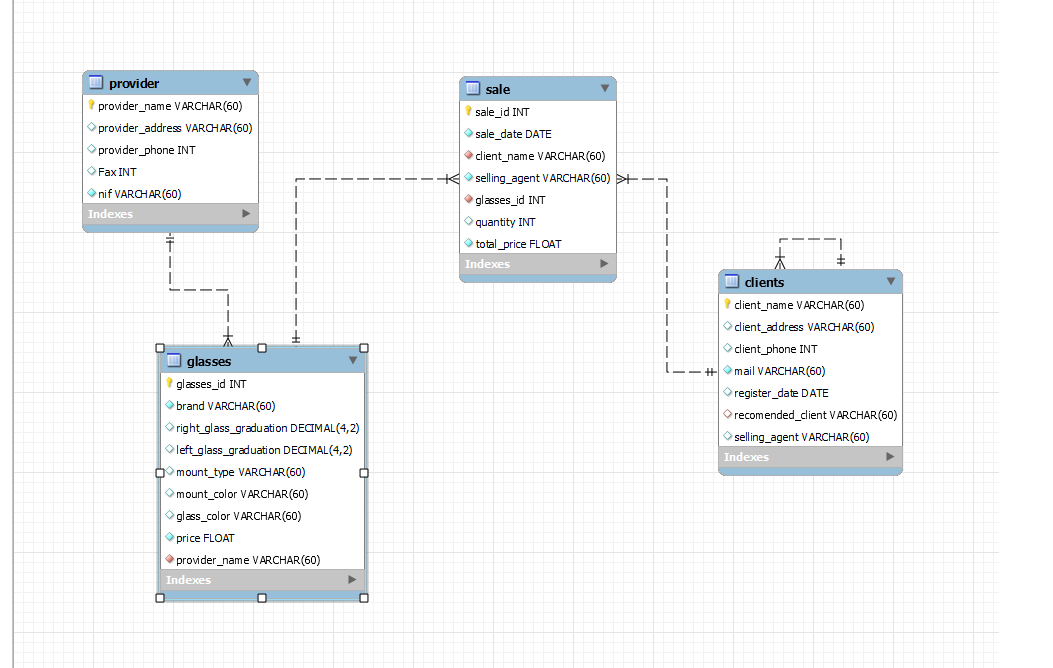 provider
provider_name VARCHAR(60)
provider_address VARCHAR(60)
provider_phone INT
Fax INT
nif VARCHAR(60)
Indexes
sale
sale_id INT
sale_date DATE
client_name VARCHAR(60)
selling_agent VARCHAR(60)
glasses_id INT
quantity INT
total_price FLOAT
Indexes
glasses
glasses_id INT
brand VARCHAR(60)
right_glass_graduation DECIMAL(4,2)
left_glass_graduation DECIMAL(4,2)
mount_type VARCHAR(60)
mount_color VARCHAR(60)
glass_color VARCHAR(60)
price FLOAT
provider_name VARCHAR(60)
Indexes
clients
client_name VARCHAR(60)
client_address VARCHAR(60)
client_phone INT
mail VARCHAR(60)
register_date DATE
recomended_client VARCHAR(60)
selling_agent VARCHAR(60)
Indexes